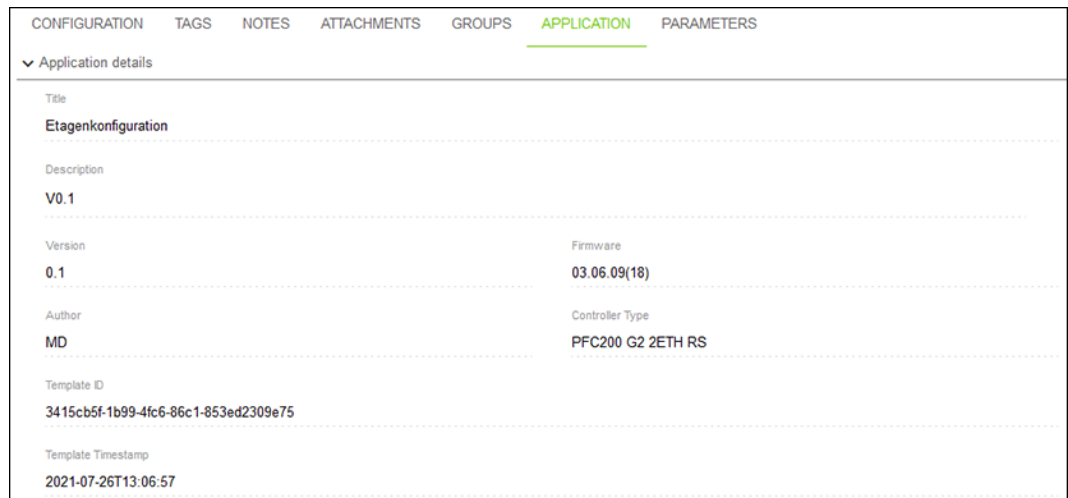 CONFIGURATION TAGS NOTES ATTACHMENTS GROUPS APPLICATION PARAMETERS
Application details
Title
Etagenkonfiguration
Description
V0.1
Version Firmware
0.1 03.06.09(18)
Author Controller Type
MD PFC200 G2 2ETH RS
Template ID
3415cb5f-1b99-4fc6-86c1-853ed2309e75
Template Timestamp
2021-07-26T13:06:57